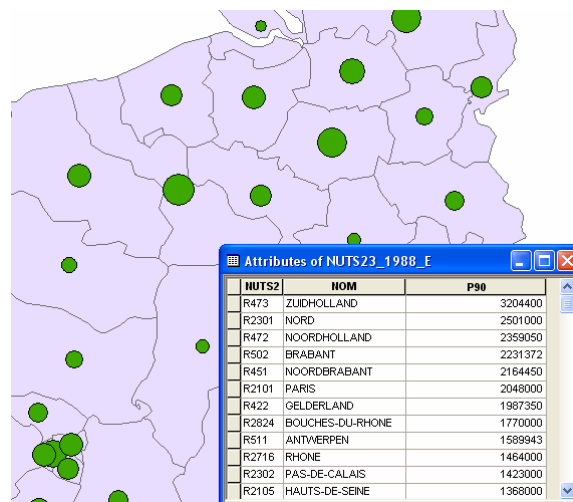 Attributes of NUTS23_1988_E
NUTS2 NOM P90
R473 ZUIDHOLLAND 3204400
R2301 NORD 2501000
R472 NOORDHOLLAND 2359050
R502 BRABANT 2231372
R451 NOORDBRABANT 2164450
R2101 PARIS 2048000
R422 GELDERLAND 1987350
R2824 BOUCHES-DU-RHONE 1770000
R511 ANTWERPEN 1589943
R2716 RHONE 1464000
R2302 PAS-DE-CALAIS 1423000
R2105 HAUTS-DE-SEINE 1368000